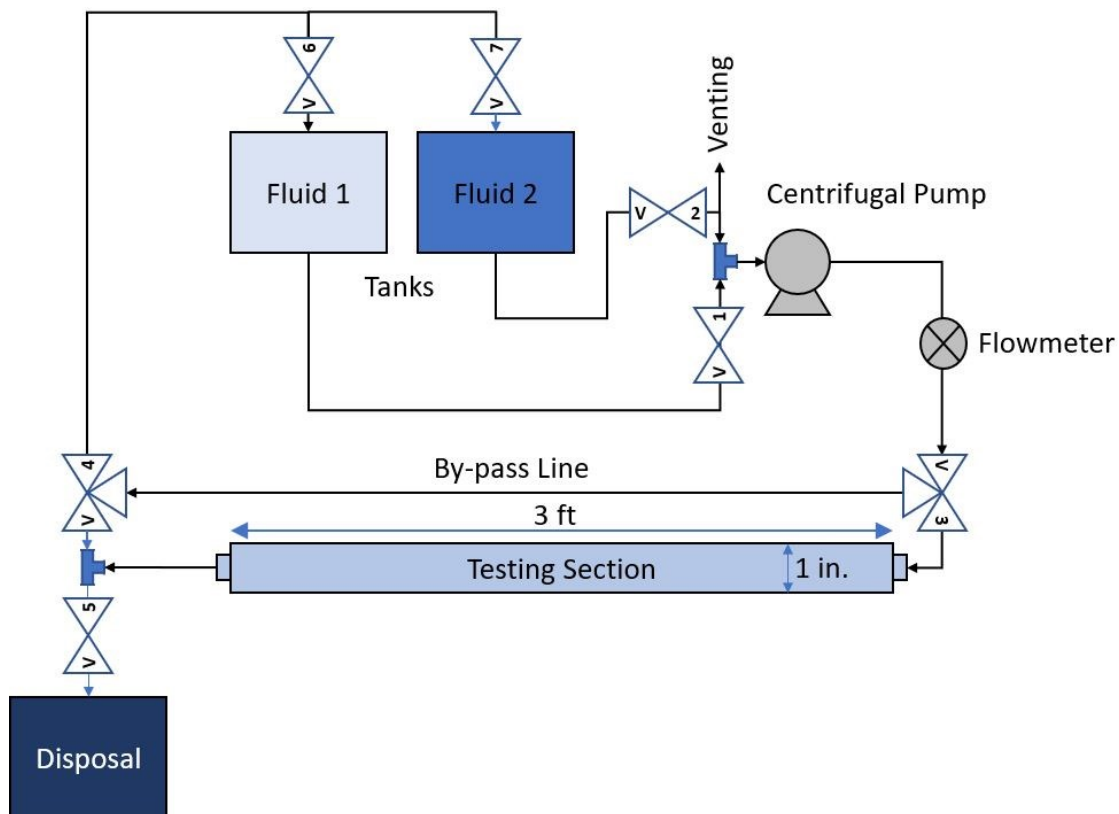 6
7
V
V
Fluid 1
Fluid 2
Tanks
Venting
V
2
Centrifugal Pump
1
V
Flowmeter
4
V
By-pass Line
V
3
3 ft
Testing Section
1 in.
5
V
Disposal